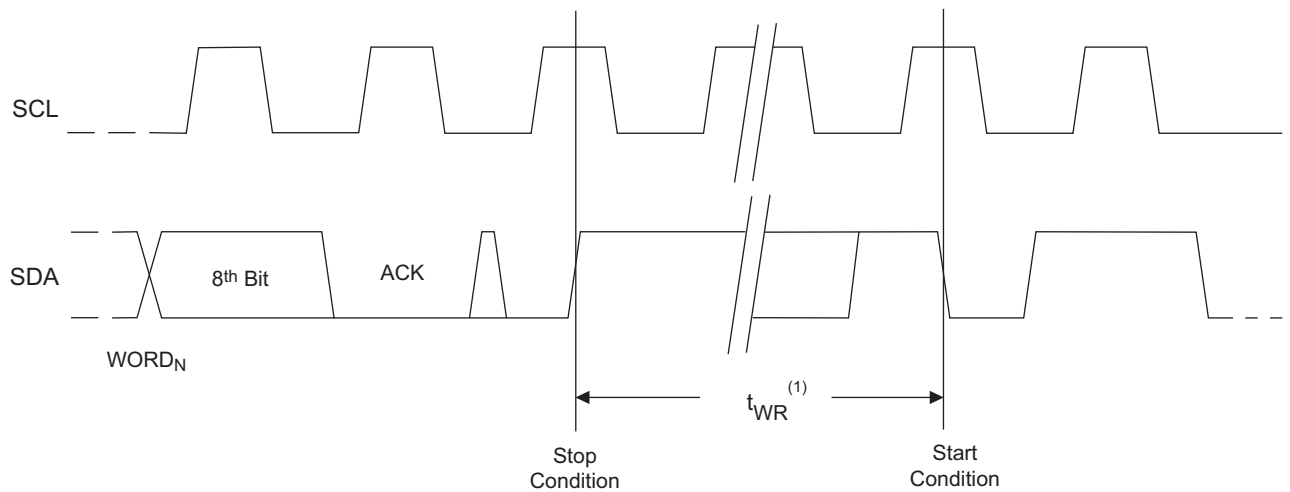 SCL
SDA
8th Bit
ACK
WORDN
tWR(1)
Stop
Condition
Start
Condition